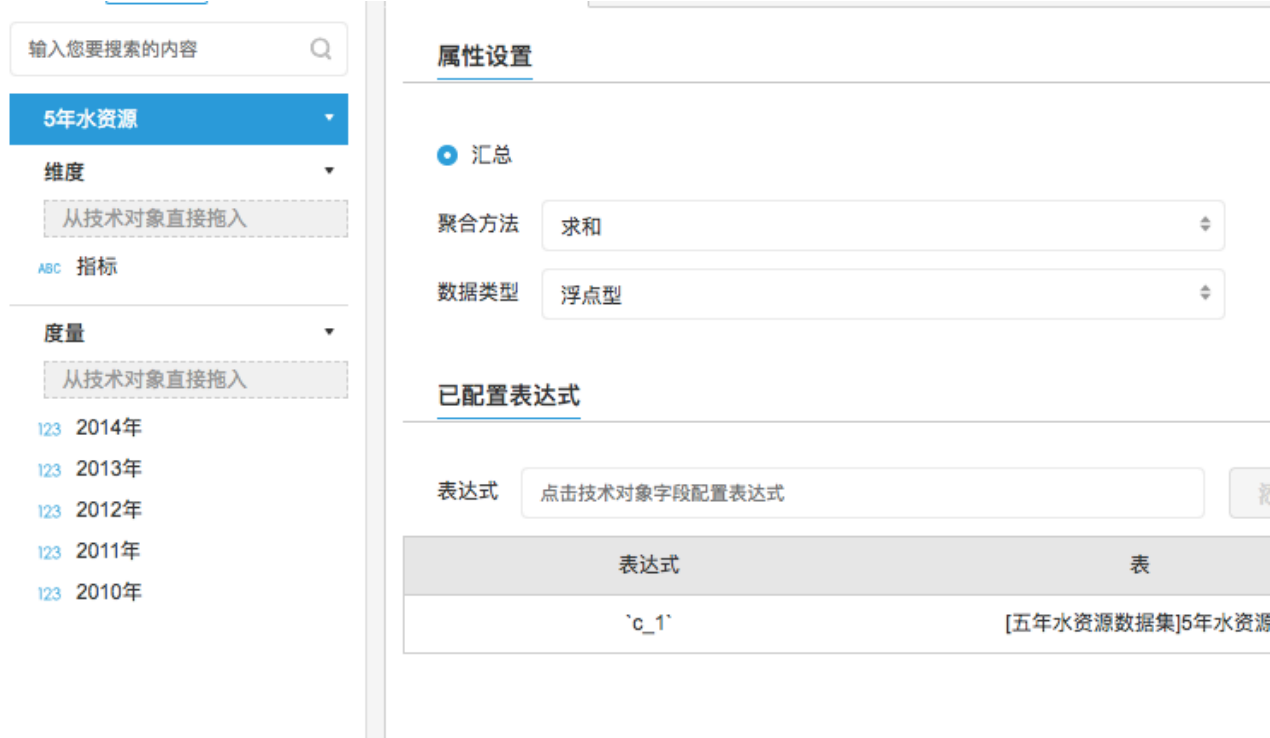 输入您要搜索的内容
5年水资源
维度
从技术对象直接拖入
ABC 指标
度量
从技术对象直接拖入
123 2014年
123 2013年
123 2012年
123 2011年
123 2010年
属性设置
汇总
聚合方法 求和
数据类型 浮点型
已配置表达式
表达式 点击技术对象字段配置表达式
表达式 表
`c_1` [五年水资源数据集]5年水资源